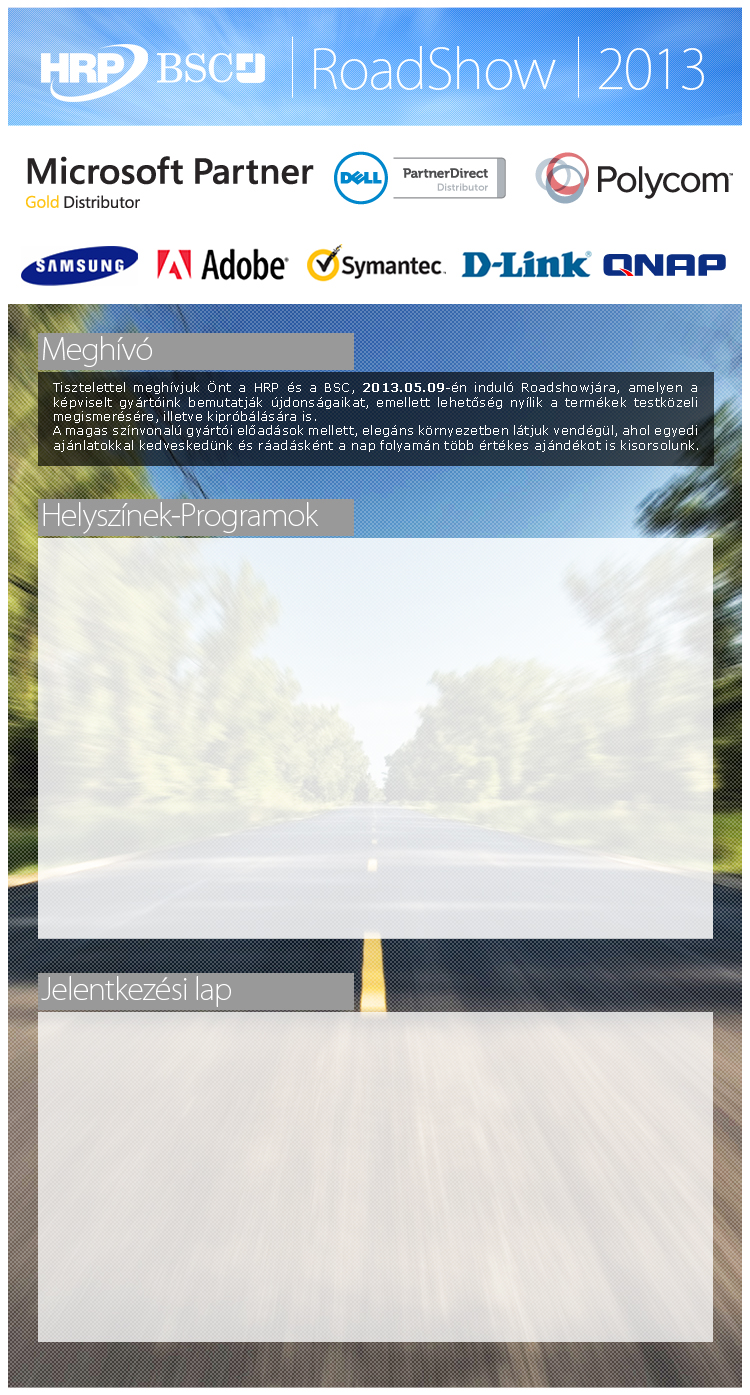 HRP BSC RoadShow 2013
Microsoft Partner
Gold Distributor
DELL PartnerDirect
Distributor
Polycom™
SAMSUNG Adobe® Symantec. D-Link® QNAP
Meghívó
Tisztelettel meghívjuk Önt a HRP és a BSC, 2013.05.09-én induló Roadshowjára, amelyen a
képviselt gyártóink bemutatják újdonságaikat, emellett lehetőség nyílik a termékek testközeli
megismerésére, illetve kipróbálására is.
A magas színvonalú gyártói előadások mellett, elegáns környezetben látjuk vendégül, ahol egyedi
ajánlatokkal kedveskedünk és ráadásként a nap folyamán több értékes ajándékot is kisorsolunk.
Helyszínek-Programok
Jelentkezési lap